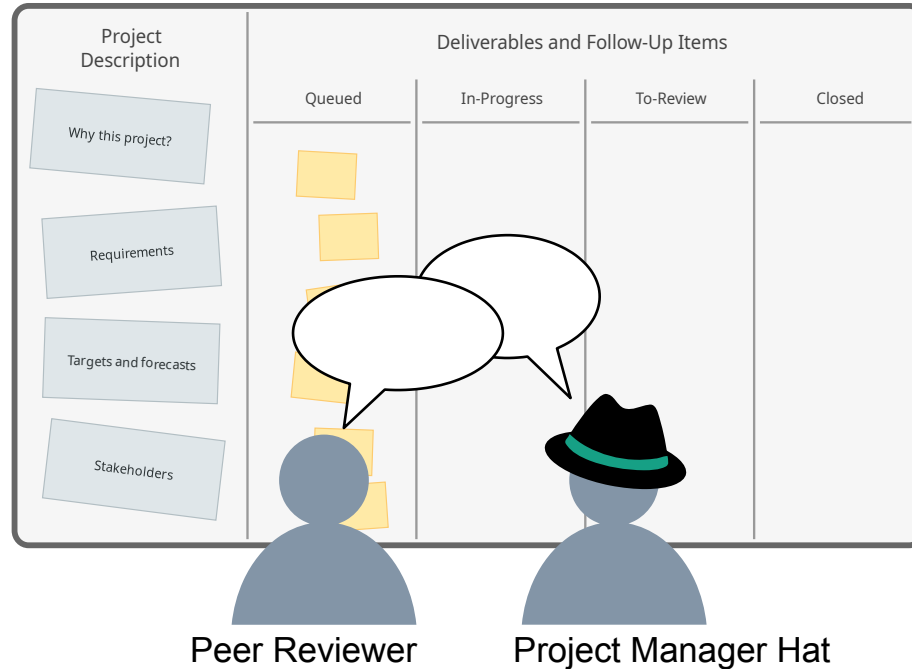 Project
Description
Deliverables and Follow-Up Items
Queued
In-Progress
To-Review
Closed
Why this project?
Requirements
Targets and forecasts
Stakeholders
Peer Reviewer
Project Manager Hat